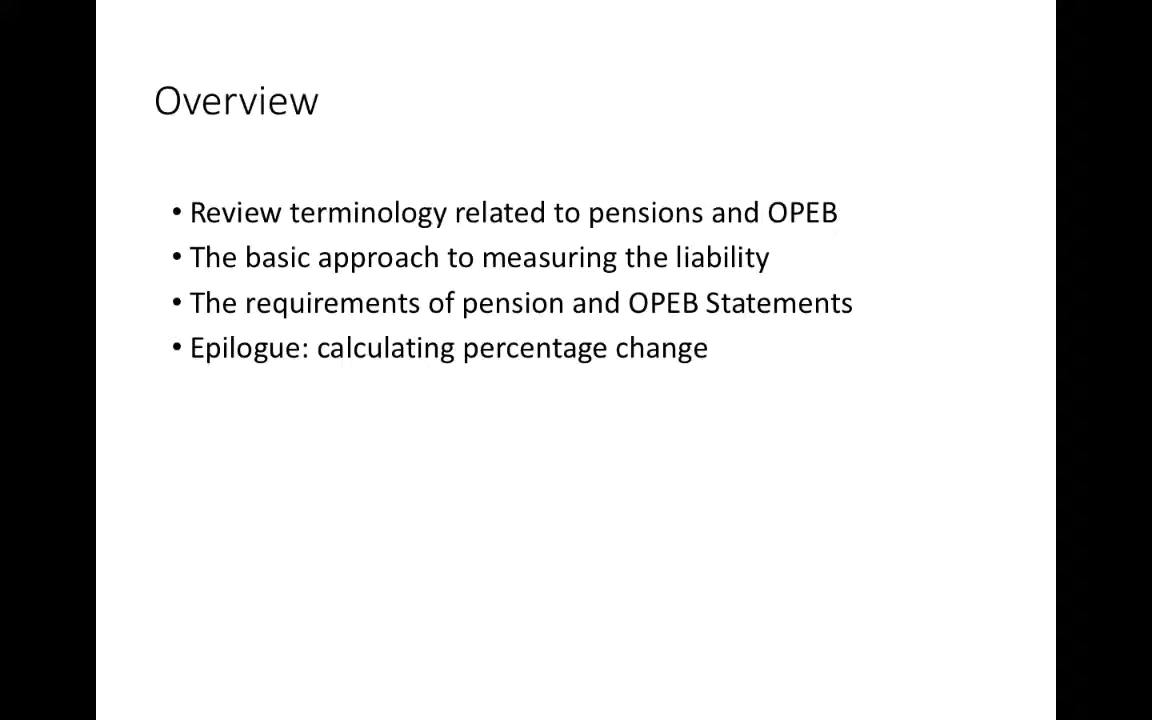 Overview
• Review terminology related to pensions and OPEB
• The basic approach to measuring the liability
• The requirements of pension and OPEB Statements
• Epilogue: calculating percentage change